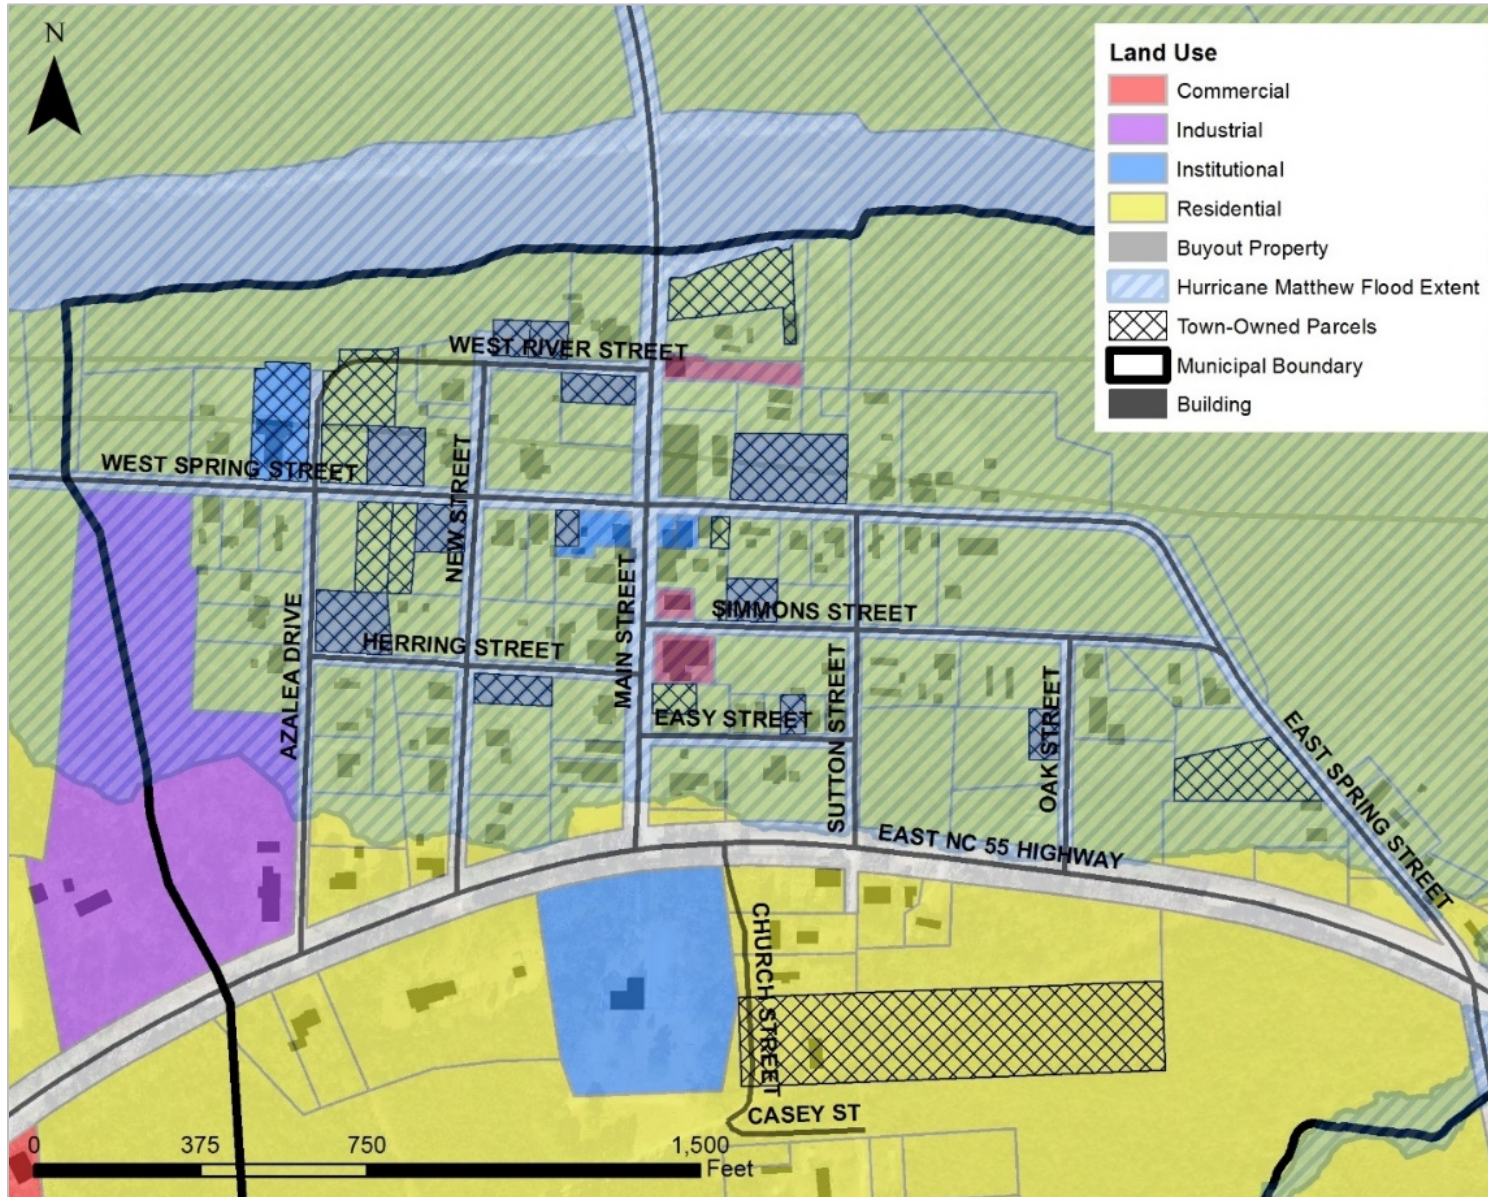 N
Land Use
Commercial
Industrial
Institutional
Residential
Buyout Property
Hurricane Matthew Flood Extent
Town-Owned Parcels
Municipal Boundary
Building
WEST RIVER STREET
WEST SPRING STREET
NEW STREET
AZALEA DRIVE
HERRING STREET
MAIN STREET
SIMMONS STREET
EASY STREET
SUTTON STREET
OAK STREET
EAST SPRING STREET
EAST NC 55 HIGHWAY
CHURCH STREET
CASEY ST
0 375 750 1,500
Feet